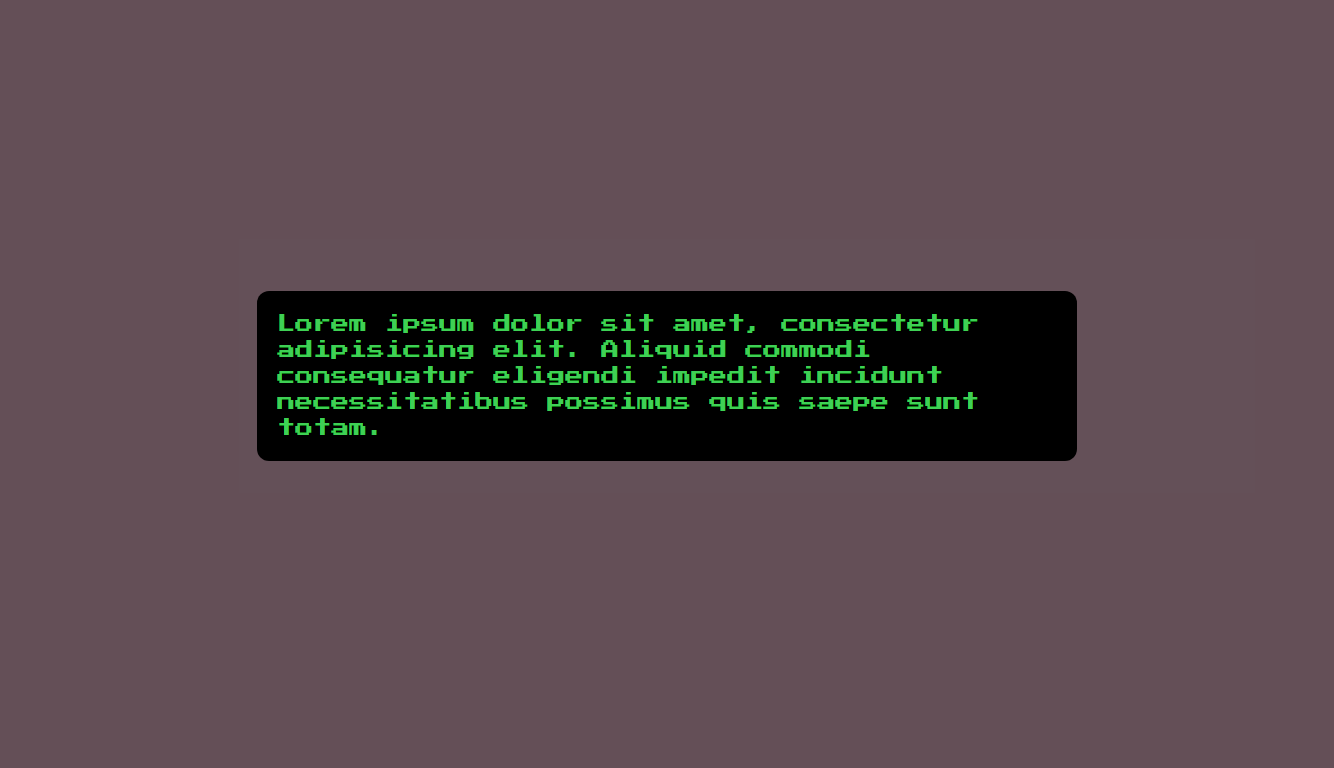 Lorem ipsum dolor sit amet, consectetur
adipisicing elit. Aliquid commodi
consequatur eligendi impedit incidunt
necessitatibus possimus quis saepe sunt
totam.